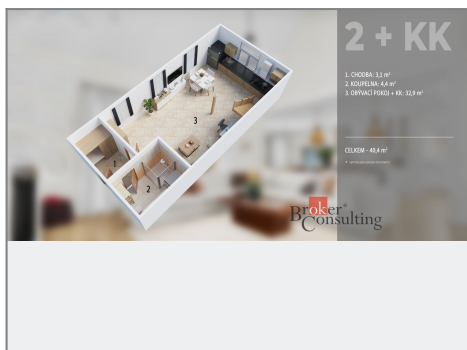 2 + KK
1. CHODBA: 3,1 m²
2. KOUPELNA: 4,4 m²
3. OBÝVACÍ POKOJ + KK: 32,9 m²
CELKEM - 40,4 m²
1
2
3
Broker®
Consulting